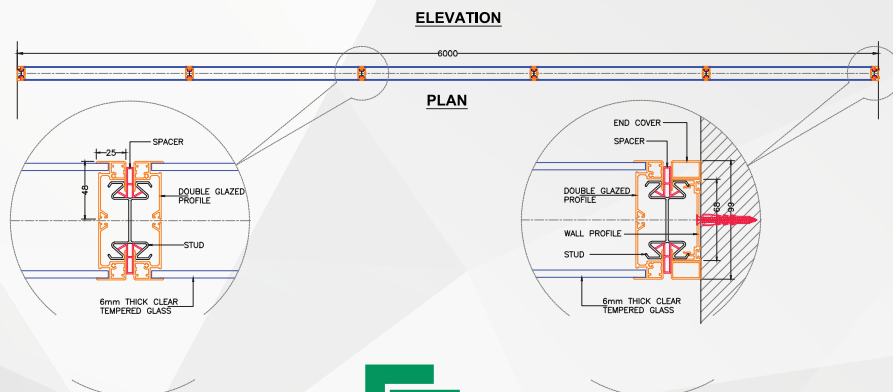 ELEVATION
6000
PLAN
25
SPACER
48
DOUBLE GLAZED
PROFILE
STUD
6mm THICK CLEAR
TEMPERED GLASS
END COVER
SPACER
DOUBLE GLAZED
PROFILE
68
99
WALL PROFILE
STUD
6mm THICK CLEAR
TEMPERED GLASS